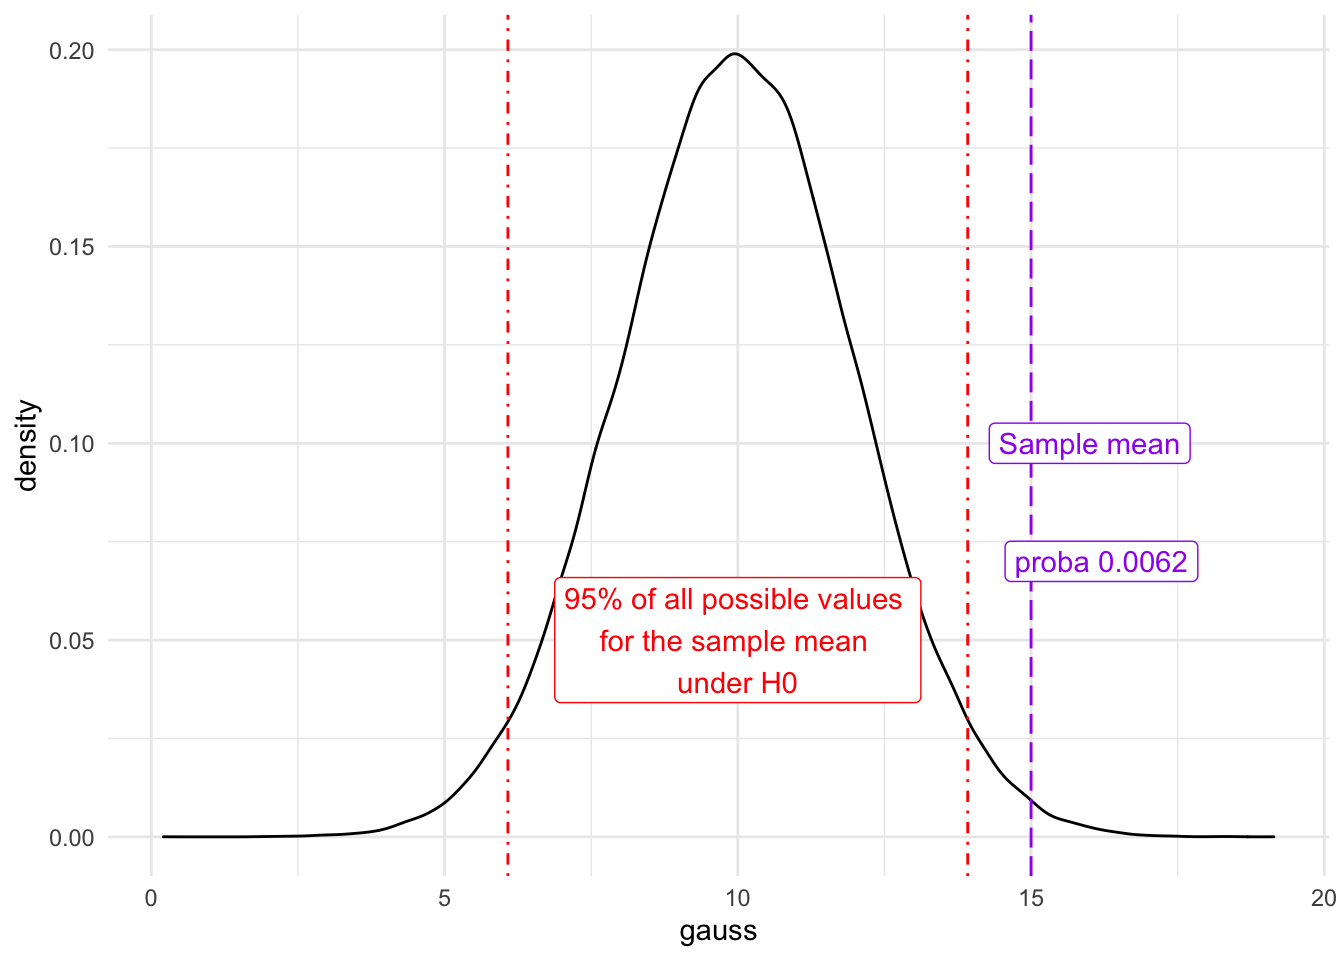 0.20
0.15
0.10
0.05
0.00
density
Sample mean
proba 0.0062
95% of all possible values
for the sample mean
under H0
0 5 10 15 20
gauss